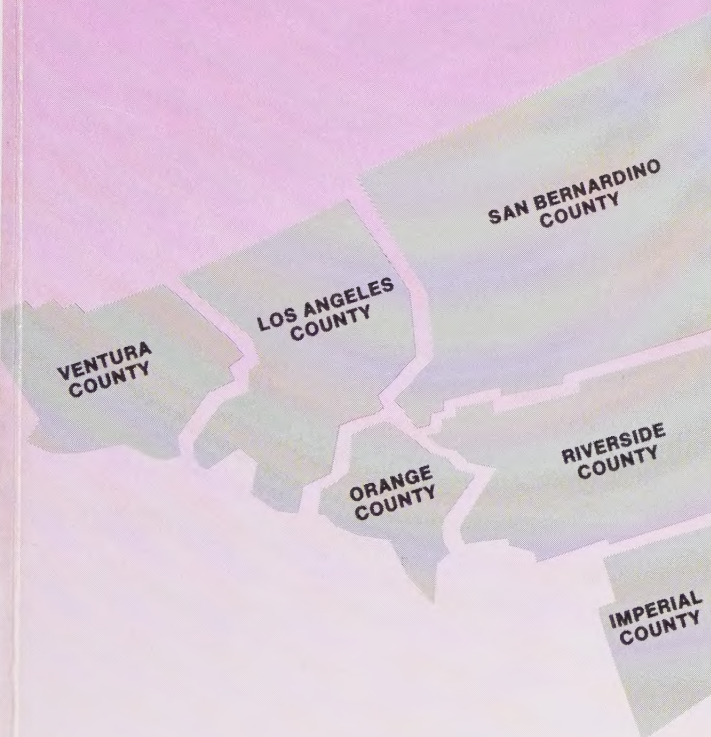 SAN BERNARDINO
COUNTY
LOS ANGELES
COUNTY
VENTURA
COUNTY
RIVERSIDE
COUNTY
ORANGE
COUNTY
IMPERIAL
COUNTY